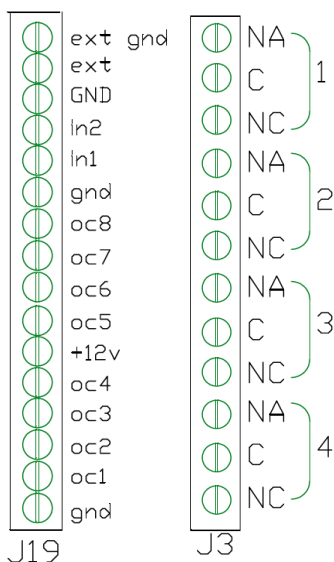 ext gnd
ext
GND
In2
In1
gnd
oc8
oc7
oc6
oc5
+12v
oc4
oc3
oc2
oc1
gnd
J19
NA
C
NC
1
NA
C
NC
2
NA
C
NC
3
NA
C
NC
4
J3